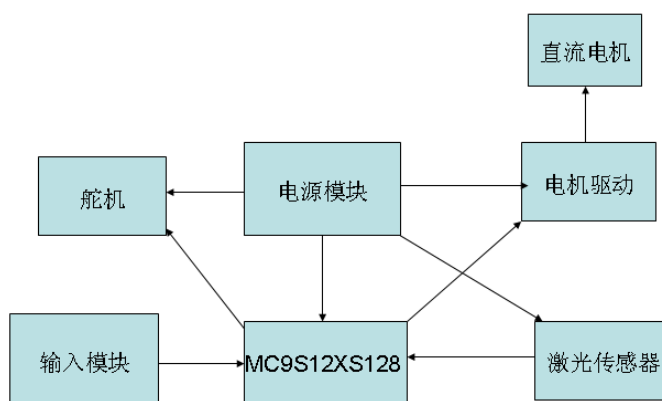 直流电机
舵机
电源模块
电机驱动
输入模块
MC9S12XS128
激光传感器